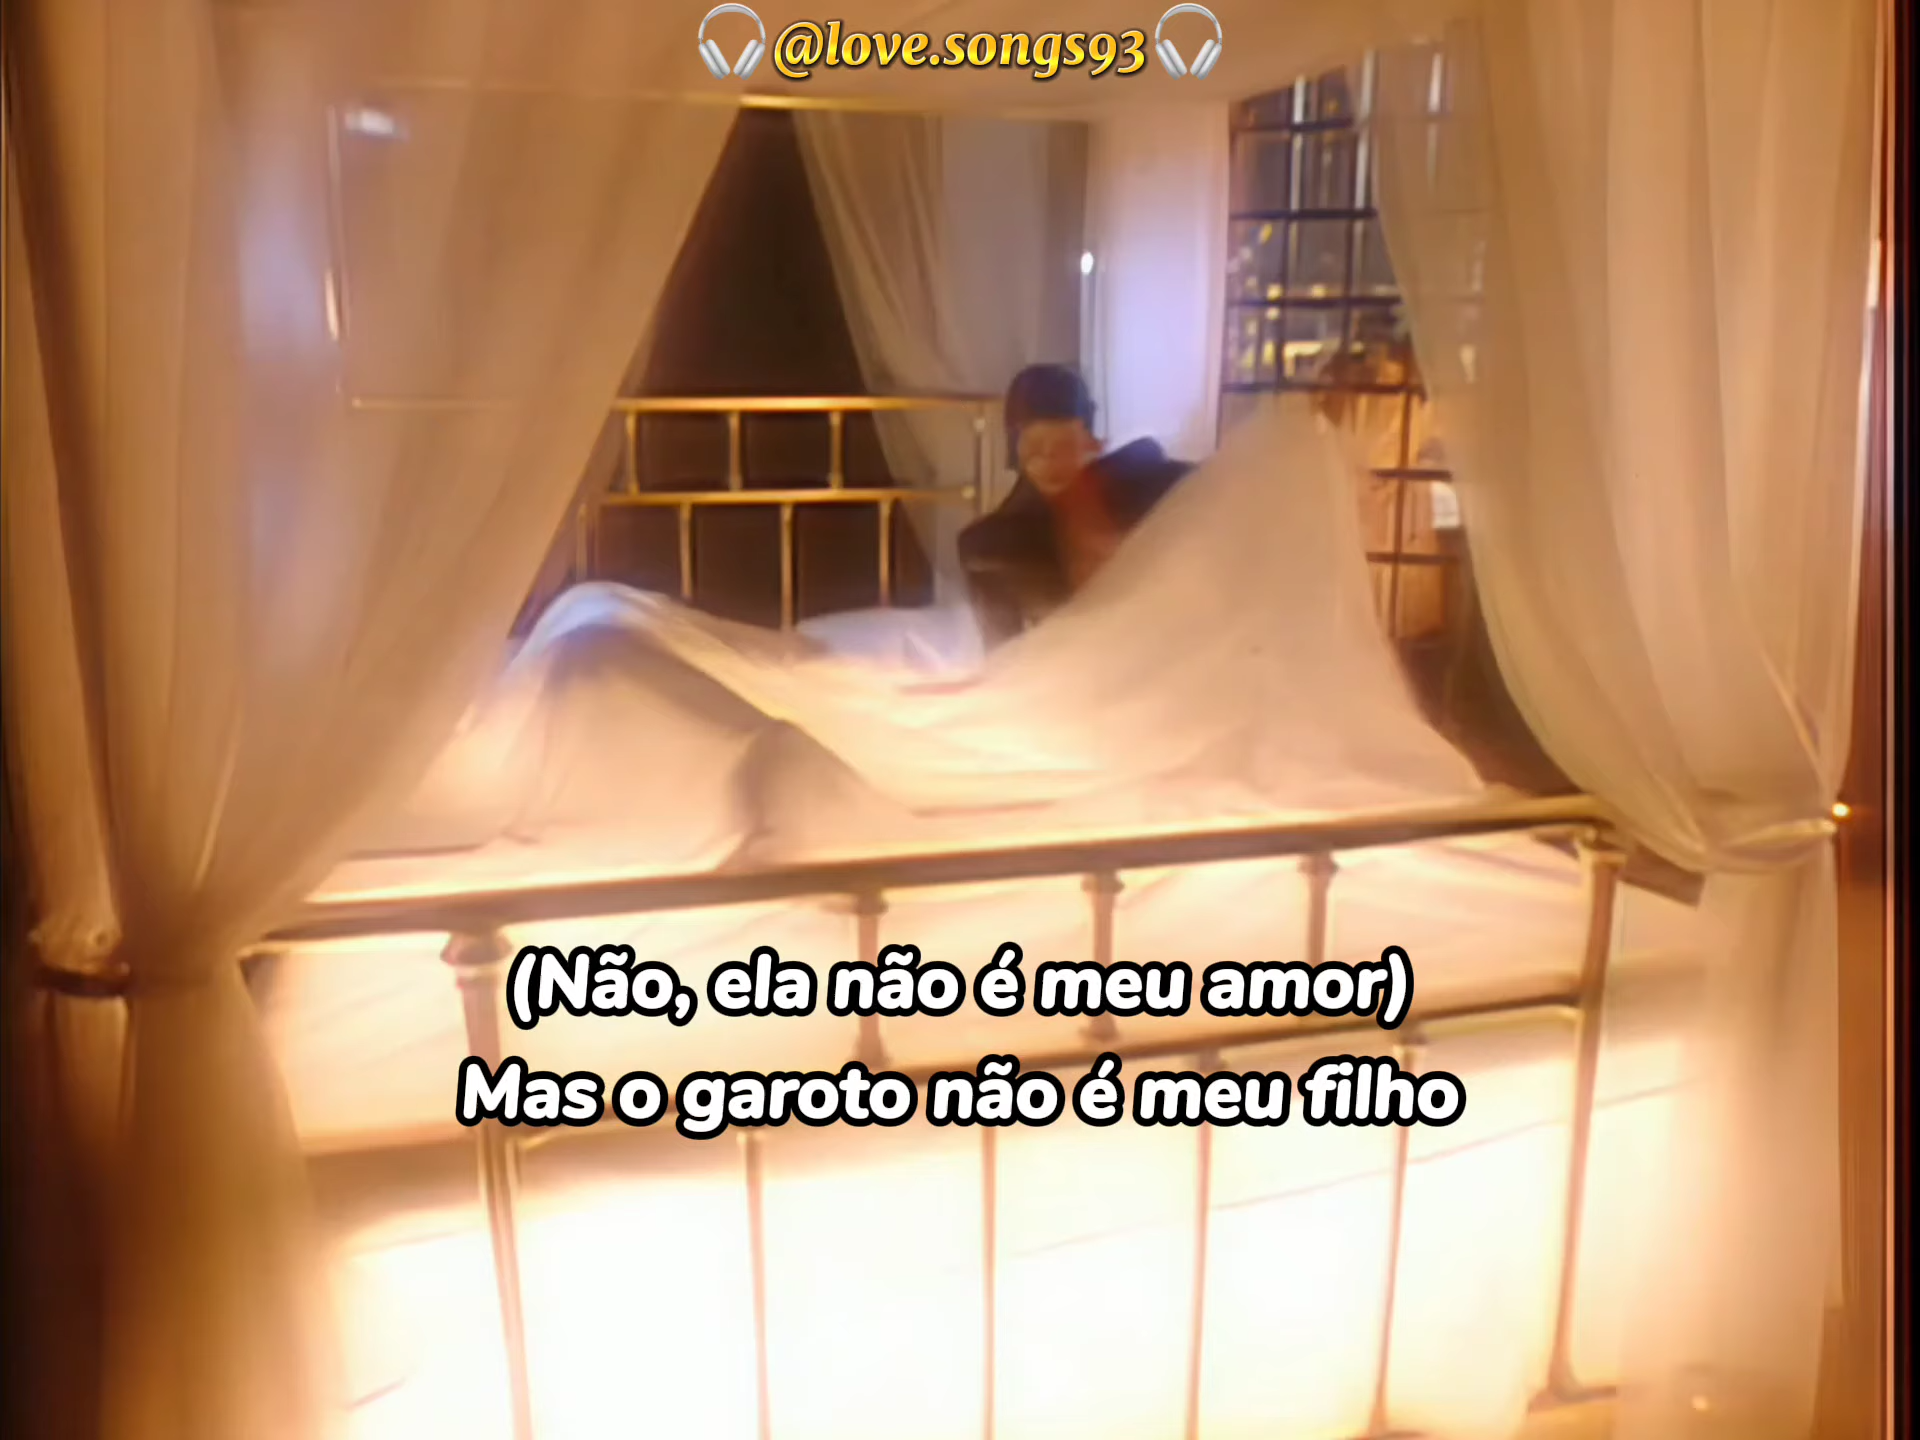 @love.songs93
(Não, ela não é meu amor)
Mas o garoto não é meu filho